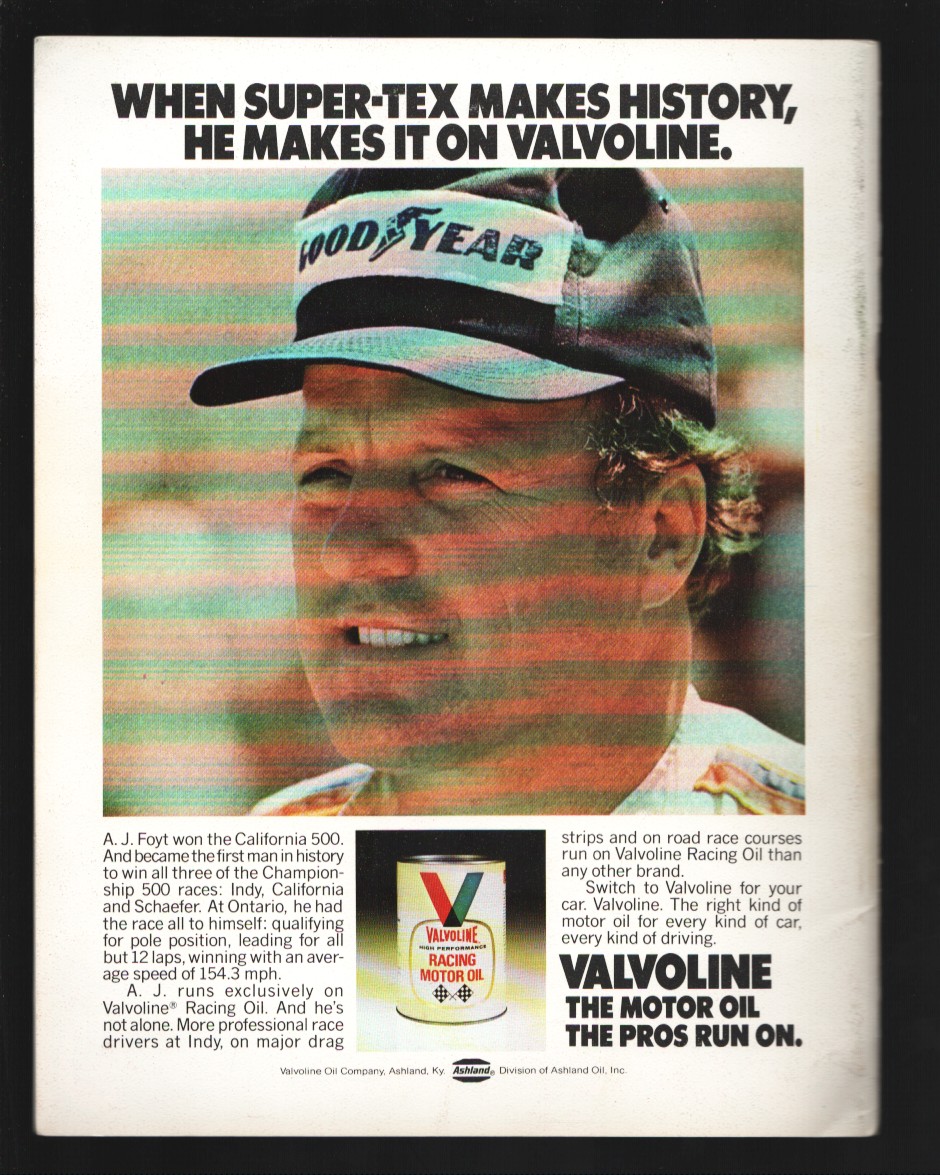 WHEN SUPER-TEX MAKES HISTORY,
HE MAKES IT ON VALVOLINE.
GOODYEAR
A. J. Foyt won the California 500.
And became the first man in history
to win all three of the Champion-
ship 500 races: Indy, California
and Schaefer. At Ontario, he had
the race all to himself: qualifying
for pole position, leading for all
but 12 laps, winning with an aver-
age speed of 154.3 mph.
A. J. runs exclusively on
Valvoline® Racing Oil. And he's
not alone. More professional race
drivers at Indy, on major drag
V
VALVOLINE
HIGH PERFORMANCE
RACING
MOTOR OIL
strips and on road race courses
run on Valvoline Racing Oil than
any other brand.
Switch to Valvoline for your
car. Valvoline. The right kind of
motor oil for every kind of car,
every kind of driving.
VALVOLINE
THE MOTOR OIL
THE PROS RUN ON.
Valvoline Oil Company, Ashland, Ky. Ashland® Division of Ashland Oil, Inc.